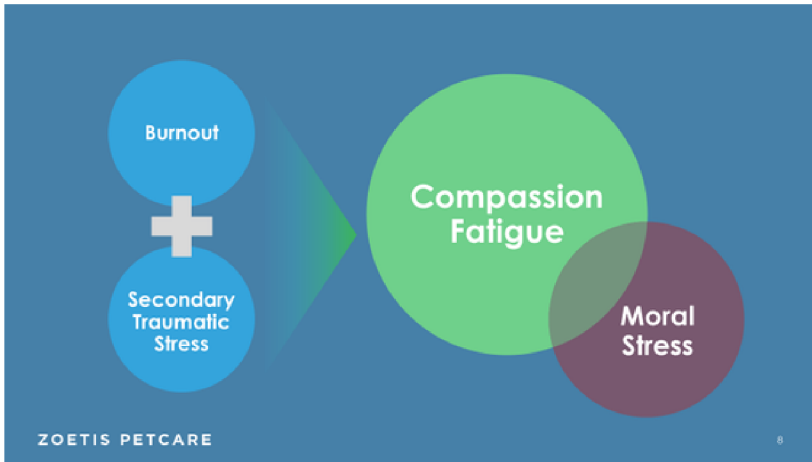 Burnout
Secondary
Traumatic
Stress
Compassion
Fatigue
Moral
Stress
ZOETIS PETCARE
8